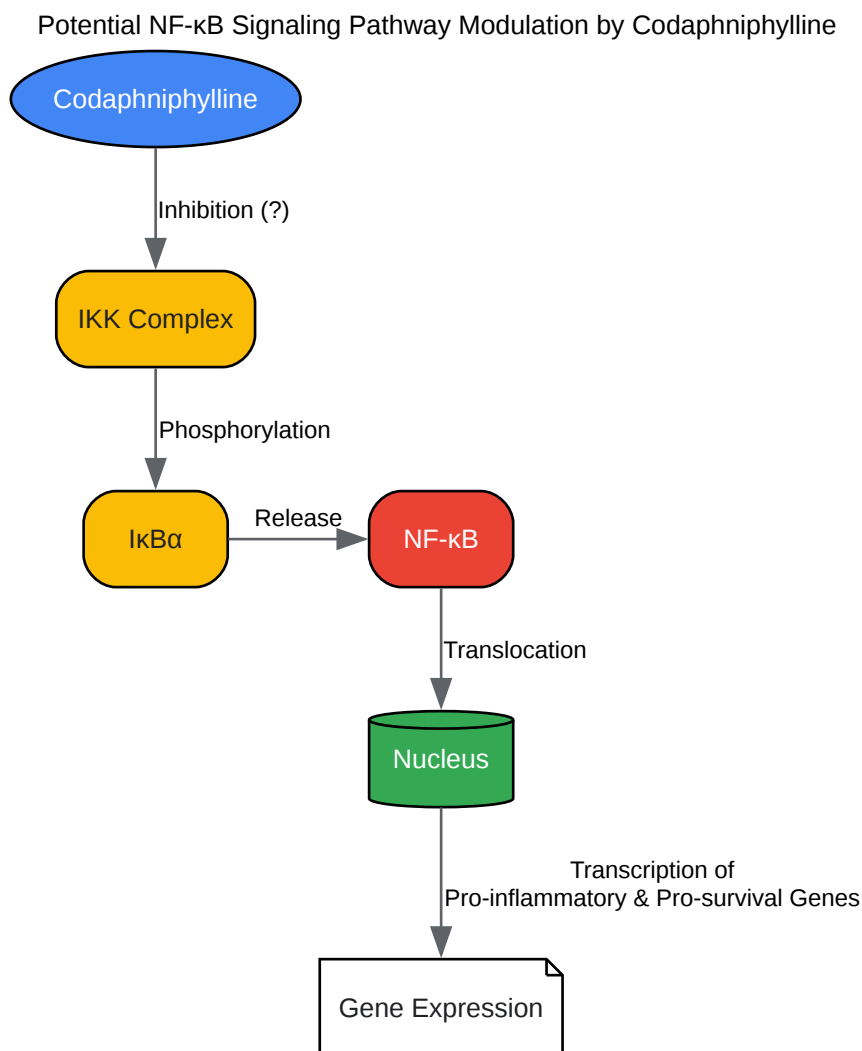 Potential NF-κB Signaling Pathway Modulation by Codaphniphylline
Codaphniphylline
Inhibition (?)
IKK Complex
Phosphorylation
IκBα
Release
NF-κB
Translocation
Nucleus
Transcription of
Pro-inflammatory & Pro-survival Genes
Gene Expression